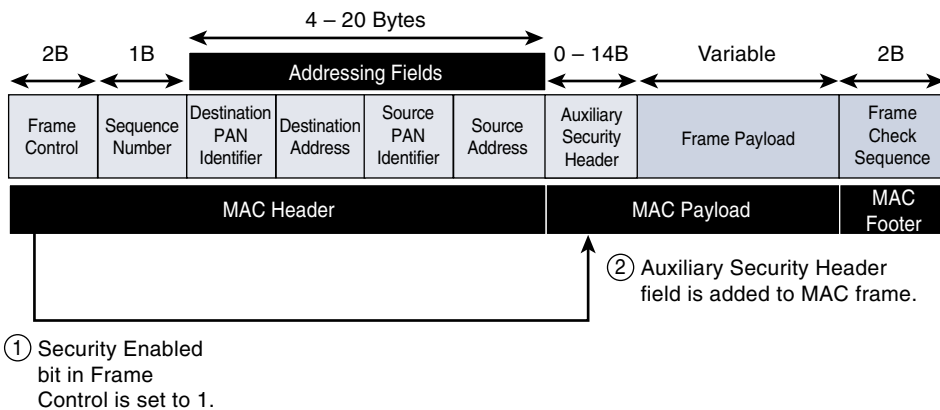 4 – 20 Bytes
2B
1B
0 – 14B
Variable
2B
Addressing Fields
Frame
Control
Sequence
Number
Destination
PAN
Identifier
Destination
Address
Source
PAN
Identifier
Source
Address
Auxiliary
Security
Header
Frame Payload
Frame
Check
Sequence
MAC Header
MAC Payload
MAC
Footer
2 Auxiliary Security Header
field is added to MAC frame.
1 Security Enabled
bit in Frame
Control is set to 1.